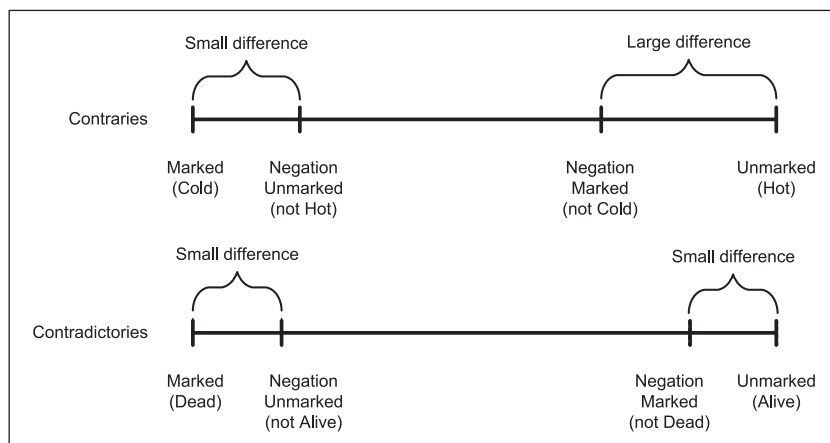 Small difference
Large difference
Contraries
Marked
(Cold)
Negation
Unmarked
(not Hot)
Negation
Marked
(not Cold)
Unmarked
(Hot)
Small difference
Small difference
Contradictories
Marked
(Dead)
Negation
Unmarked
(not Alive)
Negation
Marked
(not Dead)
Unmarked
(Alive)